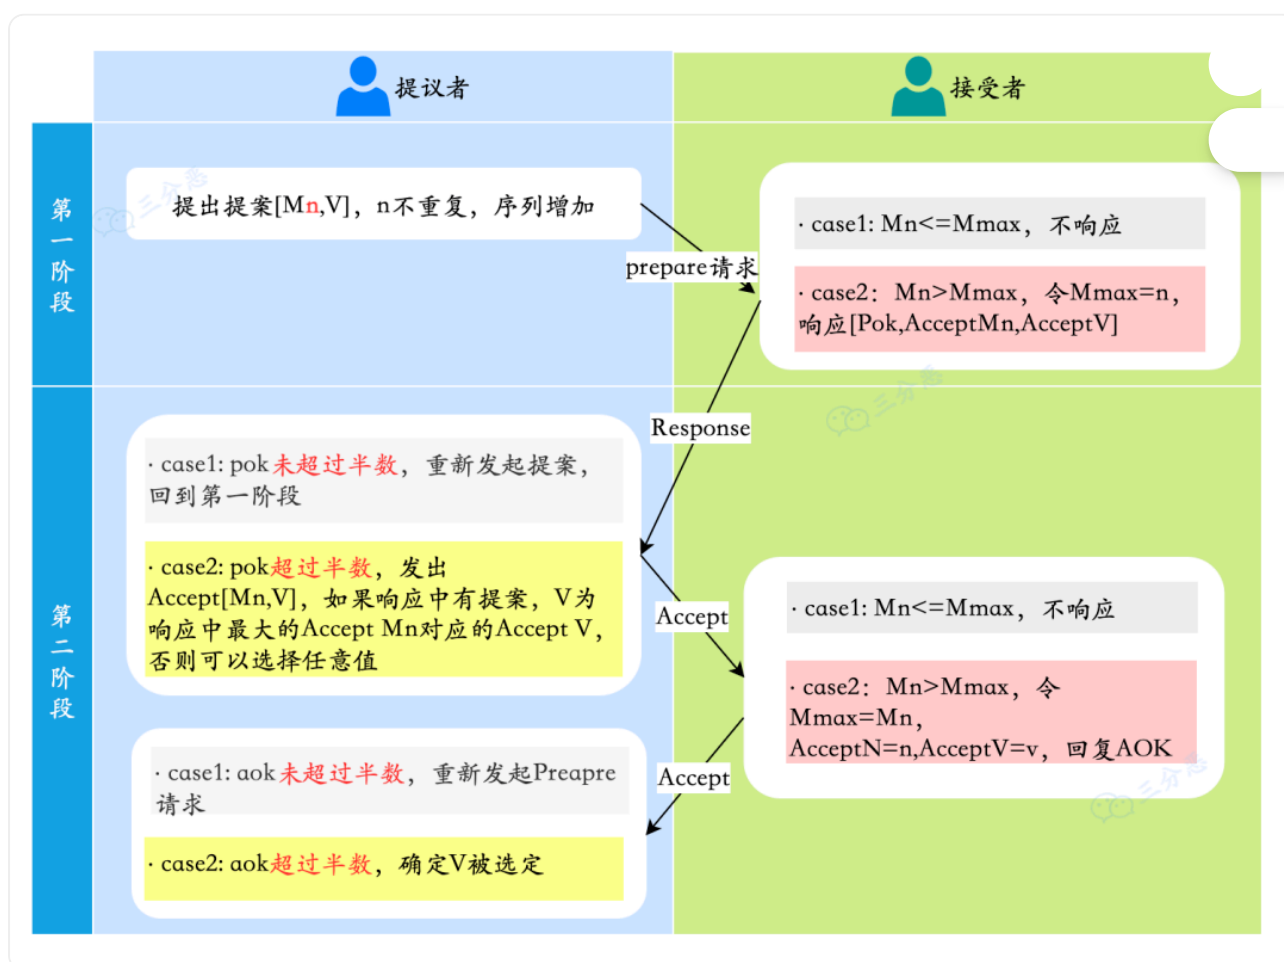 提议者
接受者
第一阶段
提出提案[Mn,V]，n不重复，序列增加
三分恶
prepare请求
· case1: Mn<=Mmax，不响应
· case2：Mn>Mmax，令Mmax=n，
响应[Pok,AcceptMn,AcceptV]
三分恶
Response
第二阶段
· case1: pok未超过半数，重新发起提案，
回到第一阶段
· case2: pok超过半数，发出
Accept[Mn,V]，如果响应中有提案，V为
响应中最大的Accept Mn对应的Accept V，
否则可以选择任意值
Accept
· case1: Mn<=Mmax，不响应
· case2：Mn>Mmax，令
Mmax=Mn，
AcceptN=n,AcceptV=v，回复AOK
三分恶
Accept
· case1: aok未超过半数，重新发起Preapre
请求
· case2: aok超过半数，确定V被选定